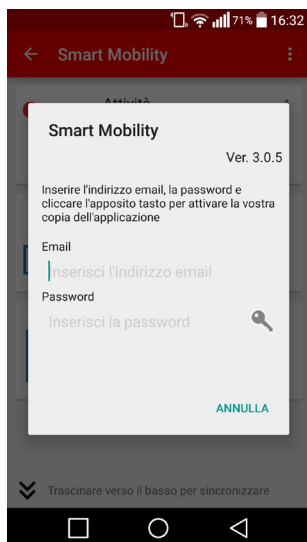 71% 16:32
Smart Mobility
Attività
Smart Mobility
Ver. 3.0.5
Inserire l'indirizzo email, la password e
cliccare l'apposito tasto per attivare la vostra
copia dell'applicazione
Email
Inserisci l'indirizzo email
Password
Inserisci la password
ANNULLA
Trascinare verso il basso per sincronizzare